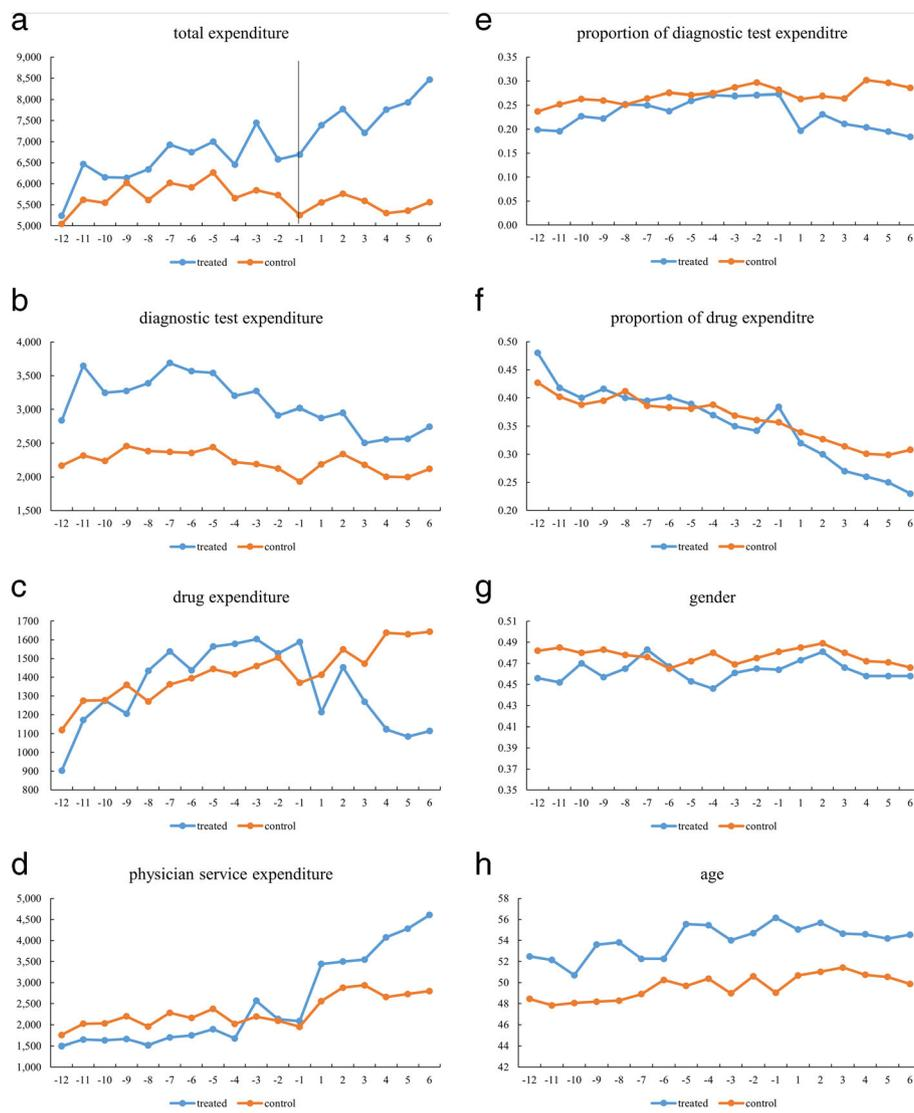 a
total expenditure
9,000
8,500
8,000
7,500
7,000
6,500
6,000
5,500
5,000
-12 -11 -10 -9 -8 -7 -6 -5 -4 -3 -2 -1 1 2 3 4 5 6
treated control
b
diagnostic test expenditure
4,000
3,500
3,000
2,500
2,000
1,500
-12 -11 -10 -9 -8 -7 -6 -5 -4 -3 -2 -1 1 2 3 4 5 6
treated control
c
drug expenditure
1700
1600
1500
1400
1300
1200
1100
1000
900
800
-12 -11 -10 -9 -8 -7 -6 -5 -4 -3 -2 -1 1 2 3 4 5 6
treated control
d
physician service expenditure
5,000
4,500
4,000
3,500
3,000
2,500
2,000
1,500
1,000
-12 -11 -10 -9 -8 -7 -6 -5 -4 -3 -2 -1 1 2 3 4 5 6
treated control
e
proportion of diagnostic test expenditre
0.35
0.30
0.25
0.20
0.15
0.10
0.05
0.00
-12 -11 -10 -9 -8 -7 -6 -5 -4 -3 -2 -1 1 2 3 4 5 6
treated control
f
proportion of drug expenditre
0.50
0.45
0.40
0.35
0.30
0.25
0.20
-12 -11 -10 -9 -8 -7 -6 -5 -4 -3 -2 -1 1 2 3 4 5 6
treated control
g
gender
0.51
0.49
0.47
0.45
0.43
0.41
0.39
0.37
0.35
-12 -11 -10 -9 -8 -7 -6 -5 -4 -3 -2 -1 1 2 3 4 5 6
treated control
h
age
58
56
54
52
50
48
46
44
42
-12 -11 -10 -9 -8 -7 -6 -5 -4 -3 -2 -1 1 2 3 4 5 6
treated control